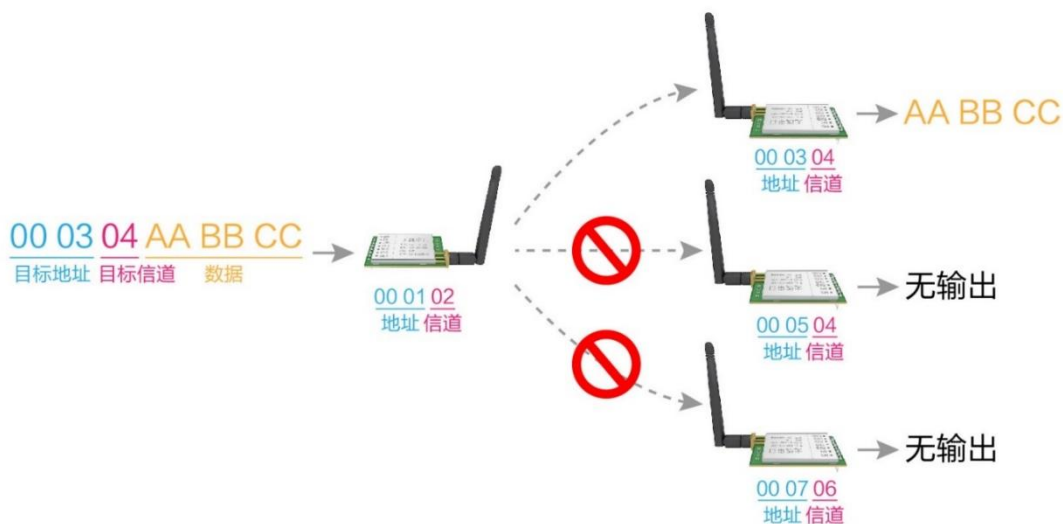 00 03 04 AA BB CC
目标地址 目标信道 数据
00 01 02
地址 信道
AA BB CC
00 03 04
地址 信道
无输出
00 05 04
地址 信道
无输出
00 07 06
地址 信道